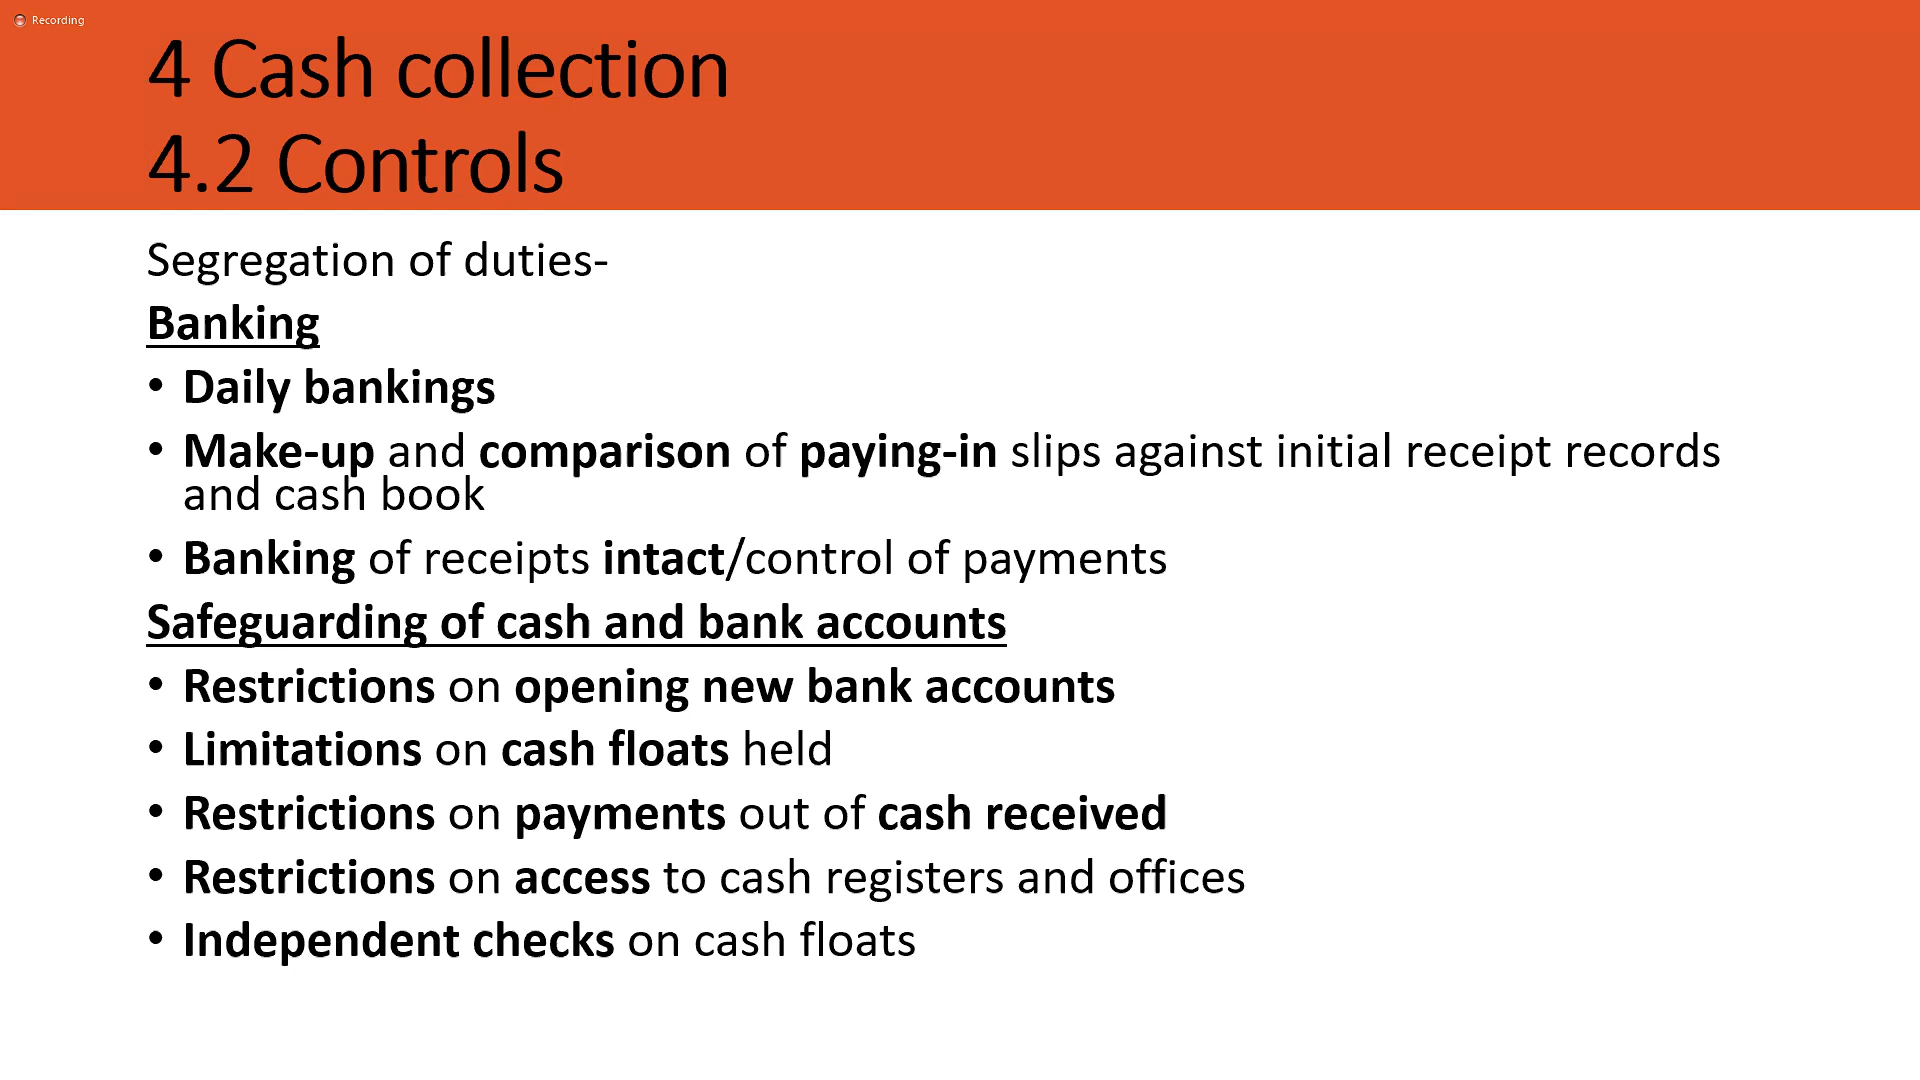 Recording
4 Cash collection
4.2 Controls
Segregation of duties-
Banking
• Daily bankings
• Make-up and comparison of paying-in slips against initial receipt records
and cash book
• Banking of receipts intact/control of payments
Safeguarding of cash and bank accounts
• Restrictions on opening new bank accounts
• Limitations on cash floats held
• Restrictions on payments out of cash received
• Restrictions on access to cash registers and offices
• Independent checks on cash floats